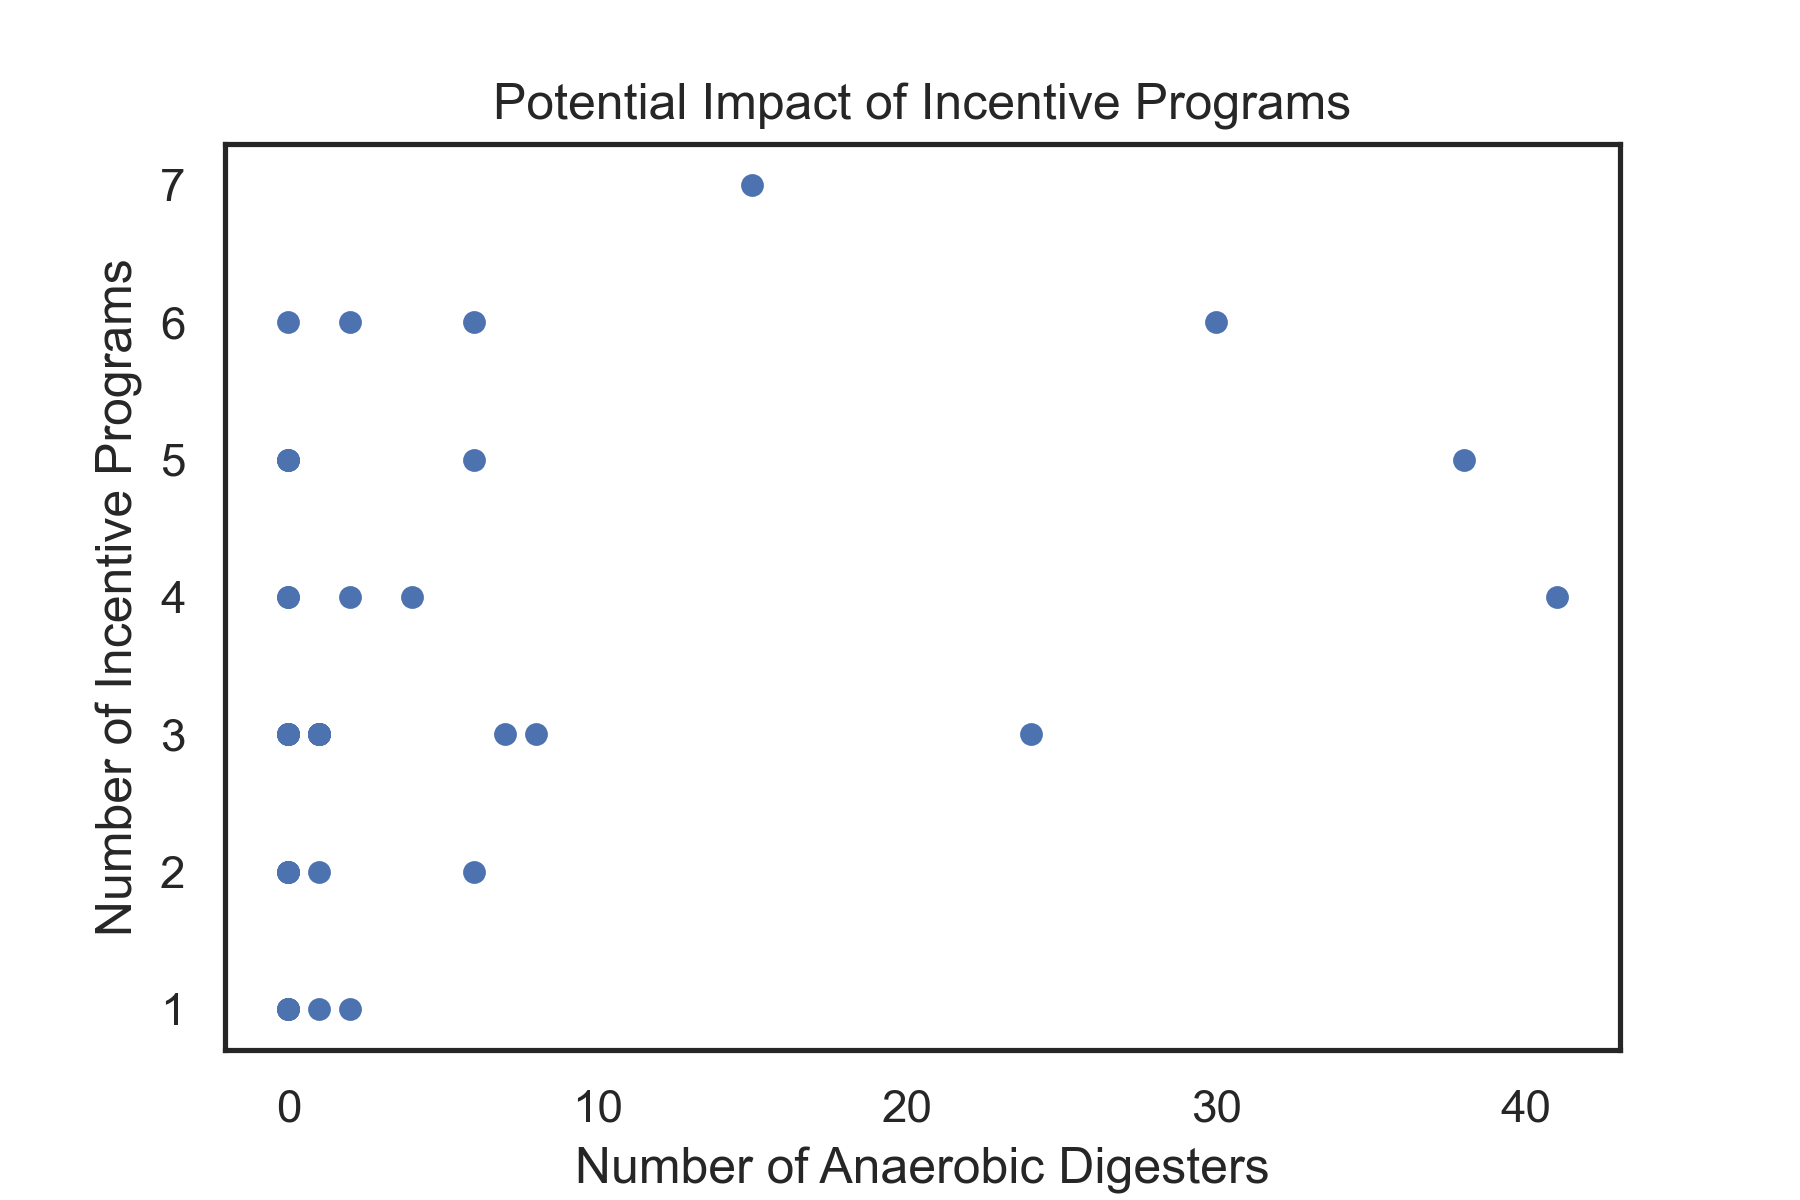 Potential Impact of Incentive Programs
Number of Incentive Programs
7
6
5
4
3
2
1
0 10 20 30 40
Number of Anaerobic Digesters